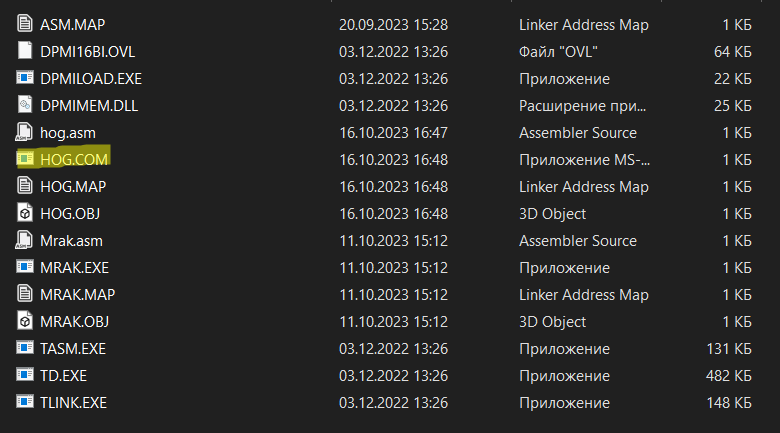 ASM.MAP 20.09.2023 15:28 Linker Address Map 1 КБ
DPMI16BI.OVL 03.12.2022 13:26 Файл "OVL" 64 КБ
DPMILOAD.EXE 03.12.2022 13:26 Приложение 22 КБ
DPMIMEM.DLL 03.12.2022 13:26 Расширение при... 25 КБ
hog.asm 16.10.2023 16:47 Assembler Source 1 КБ
HOG.COM 16.10.2023 16:48 Приложение MS-... 1 КБ
HOG.MAP 16.10.2023 16:48 Linker Address Map 1 КБ
HOG.OBJ 16.10.2023 16:48 3D Object 1 КБ
Mrak.asm 11.10.2023 15:12 Assembler Source 1 КБ
MRAK.EXE 11.10.2023 15:12 Приложение 1 КБ
MRAK.MAP 11.10.2023 15:12 Linker Address Map 1 КБ
MRAK.OBJ 11.10.2023 15:12 3D Object 1 КБ
TASM.EXE 03.12.2022 13:26 Приложение 131 КБ
TD.EXE 03.12.2022 13:26 Приложение 482 КБ
TLINK.EXE 03.12.2022 13:26 Приложение 148 КБ